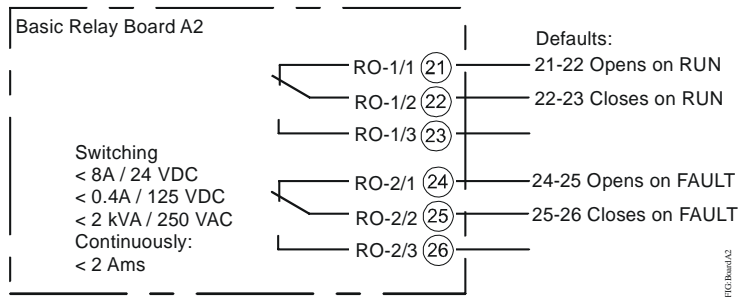 Basic Relay Board A2
Defaults:
RO-1/1 21 21-22 Opens on RUN
RO-1/2 22 22-23 Closes on RUN
RO-1/3 23
Switching
< 8A / 24 VDC
< 0.4A / 125 VDC
< 2 kVA / 250 VAC
Continuously:
< 2 Ams
RO-2/1 24 24-25 Opens on FAULT
RO-2/2 25 25-26 Closes on FAULT
RO-2/3 26
FIG:BoardA2